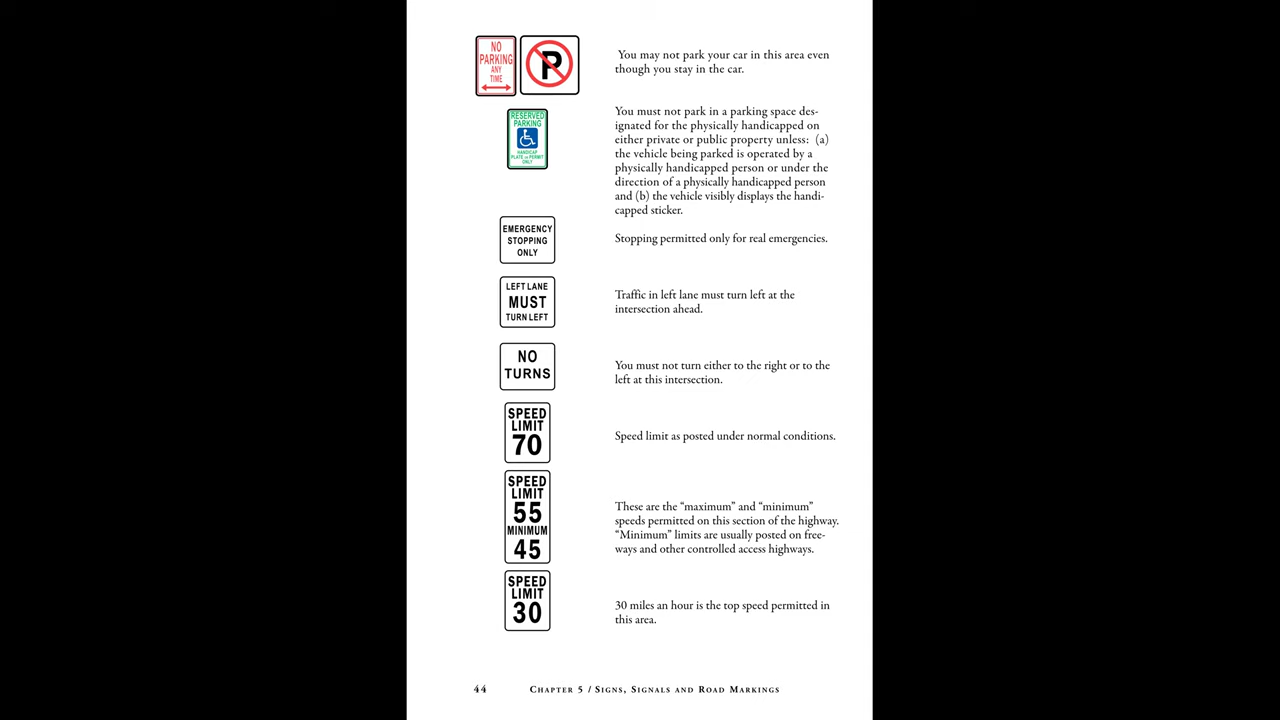 NO
PARKING
ANY
TIME
P
You may not park your car in this area even
though you stay in the car.
RESERVED
PARKING
HANDICAP
PLATE or PERMIT
ONLY
You must not park in a parking space des-
ignated for the physically handicapped on
either private or public property unless: (a)
the vehicle being parked is operated by a
physically handicapped person or under the
direction of a physically handicapped person
and (b) the vehicle visibly displays the handi-
capped sticker.
EMERGENCY
STOPPING
ONLY
Stopping permitted only for real emergencies.
LEFT LANE
MUST
TURN LEFT
Traffic in left lane must turn left at the
intersection ahead.
NO
TURNS
You must not turn either to the right or to the
left at this intersection.
SPEED
LIMIT
70
Speed limit as posted under normal conditions.
SPEED
LIMIT
55
MINIMUM
45
These are the “maximum” and “minimum”
speeds permitted on this section of the highway.
“Minimum” limits are usually posted on free-
ways and other controlled access highways.
SPEED
LIMIT
30
30 miles an hour is the top speed permitted in
this area.
44 Chapter 5 / Signs, Signals and Road Markings